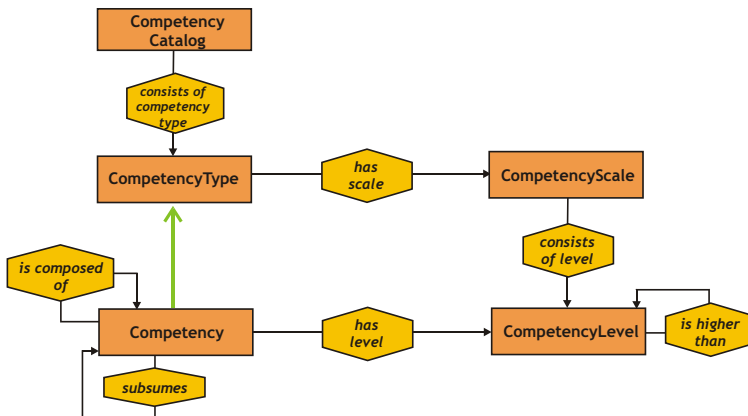 Competency
Catalog
consists of
competency
type
CompetencyType
has
scale
CompetencyScale
consists
of level
is composed
of
Competency
has
level
CompetencyLevel
is higher
than
subsumes